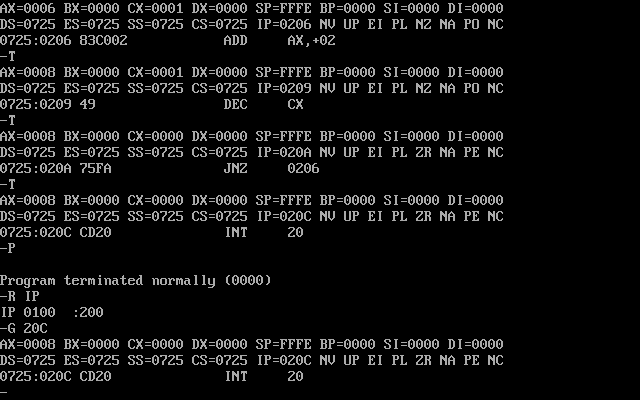 AX=0006 BX=0000 CX=0001 DX=0000 SP=FFFE BP=0000 SI=0000 DI=0000
DS=0725 ES=0725 SS=0725 CS=0725 IP=0206 NV UP EI PL NZ NA PO NC
0725:0206 83C002 ADD AX,+02
-T
AX=0008 BX=0000 CX=0001 DX=0000 SP=FFFE BP=0000 SI=0000 DI=0000
DS=0725 ES=0725 SS=0725 CS=0725 IP=0209 NV UP EI PL NZ NA PO NC
0725:0209 49 DEC CX
-T
AX=0008 BX=0000 CX=0000 DX=0000 SP=FFFE BP=0000 SI=0000 DI=0000
DS=0725 ES=0725 SS=0725 CS=0725 IP=020A NV UP EI PL ZR NA PE NC
0725:020A 75FA JNZ 0206
-T
AX=0008 BX=0000 CX=0000 DX=0000 SP=FFFE BP=0000 SI=0000 DI=0000
DS=0725 ES=0725 SS=0725 CS=0725 IP=020C NV UP EI PL ZR NA PE NC
0725:020C CD20 INT 20
-P
Program terminated normally (0000)
-R IP
IP 0100 :200
-G 20C
AX=0008 BX=0000 CX=0000 DX=0000 SP=FFFE BP=0000 SI=0000 DI=0000
DS=0725 ES=0725 SS=0725 CS=0725 IP=020C NV UP EI PL ZR NA PE NC
0725:020C CD20 INT 20
-